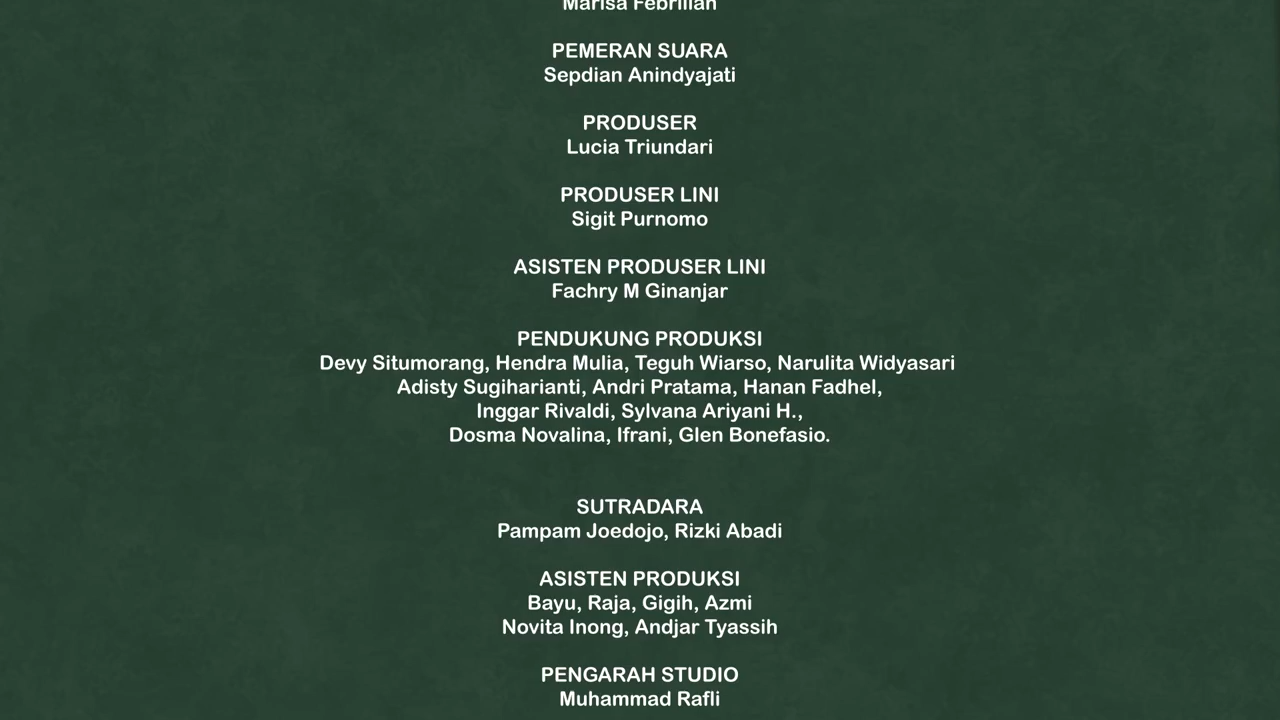 Marisa Febrilian
PEMERAN SUARA
Sepdian Anindyajati
PRODUSER
Lucia Triundari
PRODUSER LINI
Sigit Purnomo
ASISTEN PRODUSER LINI
Fachry M Ginanjar
PENDUKUNG PRODUKSI
Devy Situmorang, Hendra Mulia, Teguh Wiarso, Narulita Widyasari
Adisty Sugiharianti, Andri Pratama, Hanan Fadhel,
Inggar Rivaldi, Sylvana Ariyani H.,
Dosma Novalina, Ifrani, Glen Bonefasio.
SUTRADARA
Pampam Joedojo, Rizki Abadi
ASISTEN PRODUKSI
Bayu, Raja, Gigih, Azmi
Novita Inong, Andjar Tyassih
PENGARAH STUDIO
Muhammad Rafli